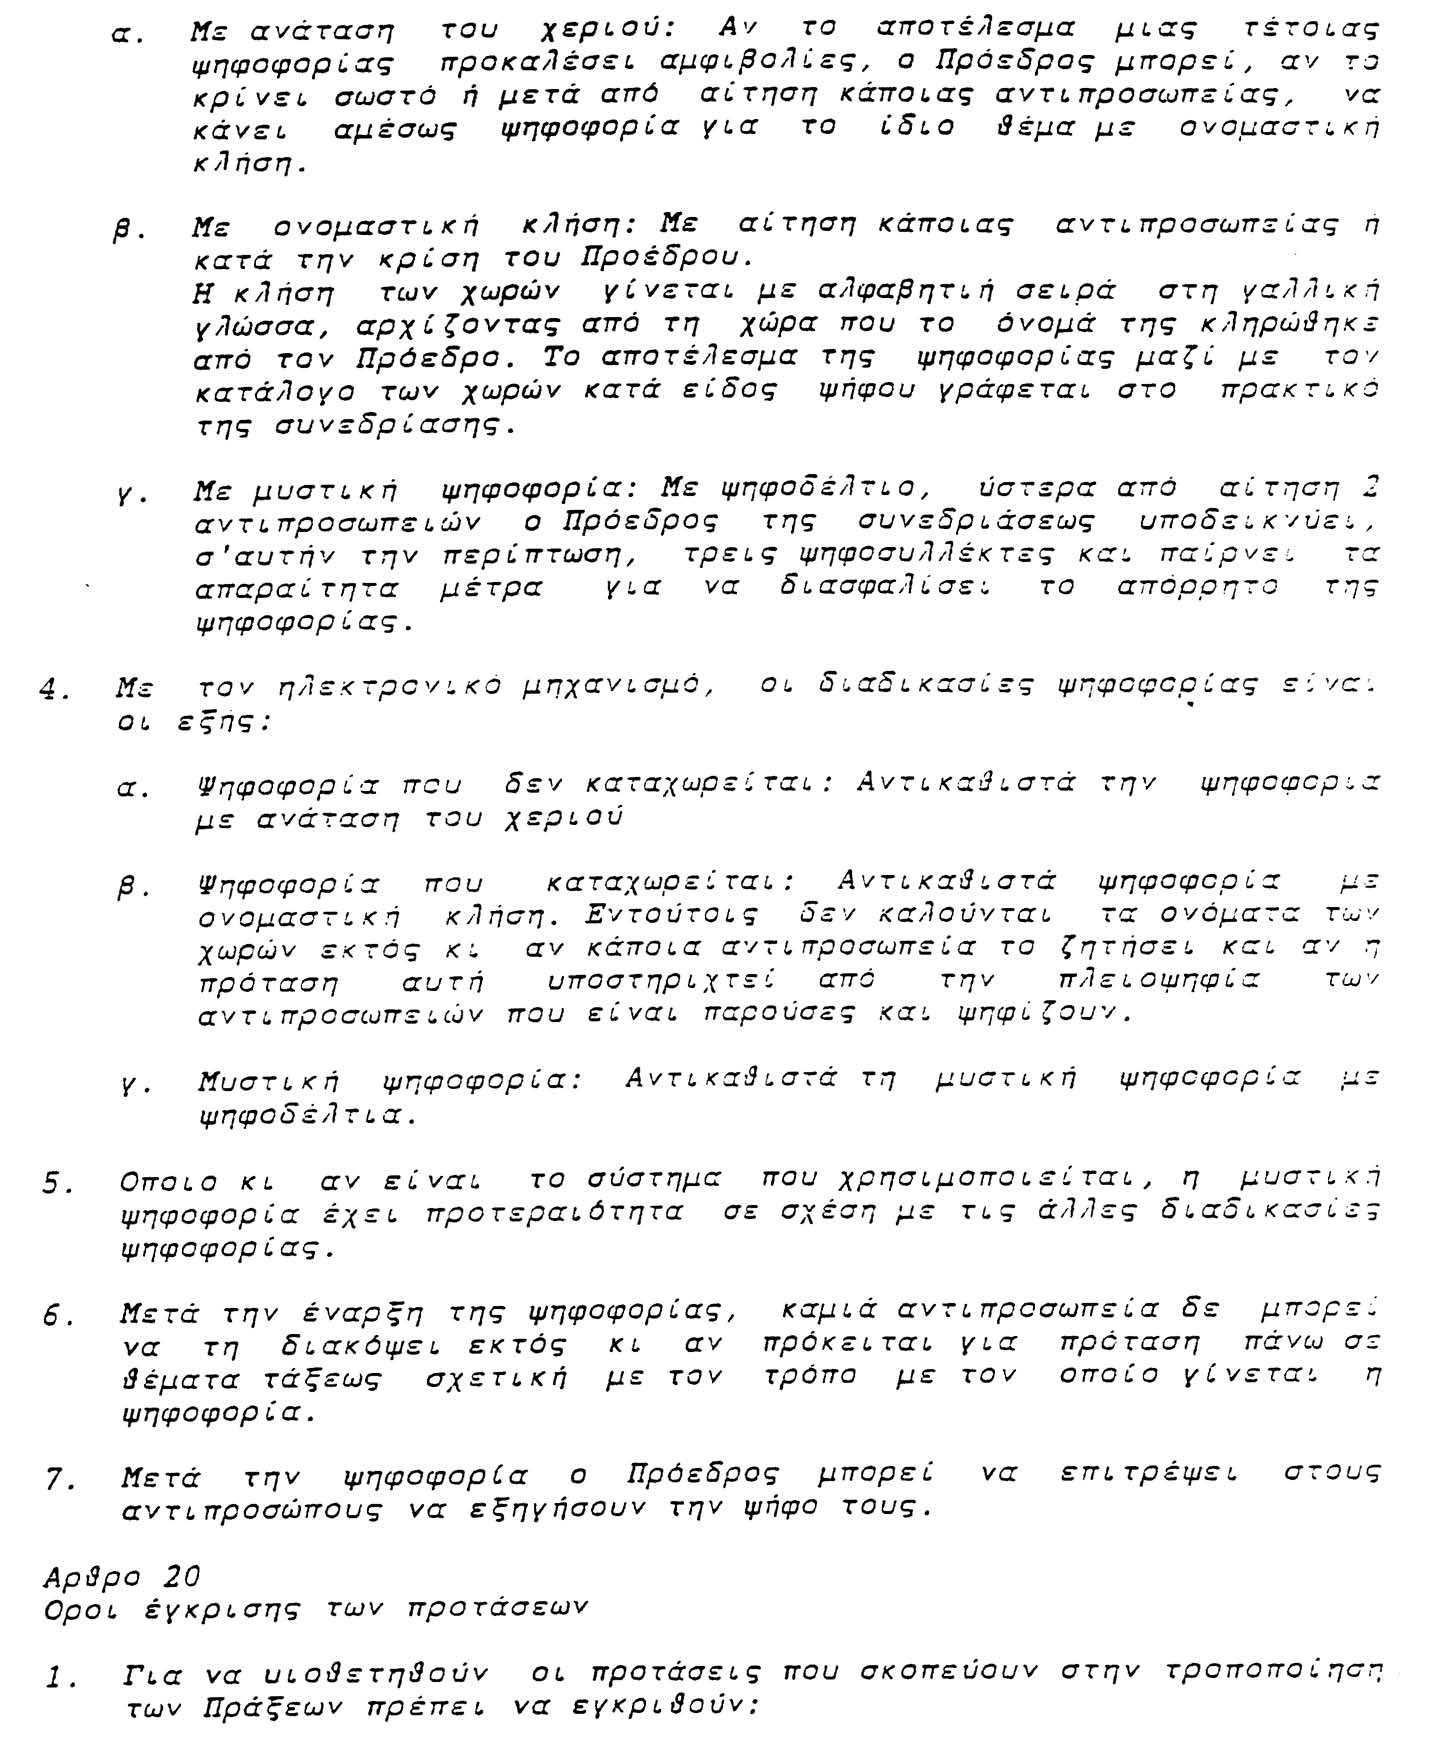 α. Με ανάταση του χεριού: Αν το αποτέλεσμα μιας τέτοιας
ψηφοφορίας προκαλέσει αμφιβολίες, ο Πρόεδρος μπορεί, αν το
κρίνει σωστό ή μετά από αίτηση κάποιας αντιπροσωπείας, να
κάνει αμέσως ψηφοφορία για το ίδιο θέμα με ονομαστική
κλήση.
β. Με ονομαστική κλήση: Με αίτηση κάποιας αντιπροσωπείας ή
κατά την κρίση του Προέδρου.
Η κλήση των χωρών γίνεται με αλφαβητιή σειρά στη γαλλική
γλώσσα, αρχίζοντας από τη χώρα που το όνομά της κληρώθηκε
από τον Πρόεδρο. Το αποτέλεσμα της ψηφοφορίας μαζί με τον
κατάλογο των χωρών κατά είδος ψήφου γράφεται στο πρακτικό
της συνεδρίασης.
γ. Με μυστική ψηφοφορία: Με ψηφοδέλτιο, ύστερα από αίτηση 2
αντιπροσωπειών ο Πρόεδρος της συνεδριάσεως υποδεικνύει,
σ'αυτήν την περίπτωση, τρεις ψηφοσυλλέκτες και παίρνει τα
απαραίτητα μέτρα για να διασφαλίσει το απόρρητο της
ψηφοφορίας.
4. Με τον ηλεκτρονικό μηχανισμό, οι διαδικασίες ψηφοφορίας είναι
οι εξής:
α. Ψηφοφορία που δεν καταχωρείται: Αντικαθιστά την ψηφοφορια
με ανάταση του χεριού
β. Ψηφοφορία που καταχωρείται: Αντικαθιστά ψηφοφορία με
ονομαστική κλήση. Εντούτοις δεν καλούνται τα ονόματα των
χωρών εκτός κι αν κάποια αντιπροσωπεία το ζητήσει και αν η
πρόταση αυτή υποστηριχτεί από την πλειοψηφία των
αντιπροσωπειών που είναι παρούσες και ψηφίζουν.
γ. Μυστική ψηφοφορία: Αντικαθιστά τη μυστική ψηφοφορία με
ψηφοδέλτια.
5. Οποιο κι αν είναι το σύστημα που χρησιμοποιείται, η μυστική
ψηφοφορία έχει προτεραιότητα σε σχέση με τις άλλες διαδικασίες
ψηφοφορίας.
6. Μετά την έναρξη της ψηφοφορίας, καμιά αντιπροσωπεία δε μπορεί
να τη διακόψει εκτός κι αν πρόκειται για πρόταση πάνω σε
θέματα τάξεως σχετική με τον τρόπο με τον οποίο γίνεται η
ψηφοφορία.
7. Μετά την ψηφοφορία ο Πρόεδρος μπορεί να επιτρέψει στους
αντιπροσώπους να εξηγήσουν την ψήφο τους.
Αρθρο 20
Οροι έγκρισης των προτάσεων
1. Για να υιοθετηθούν οι προτάσεις που σκοπεύουν στην τροποποίηση
των Πράξεων πρέπει να εγκριθούν: